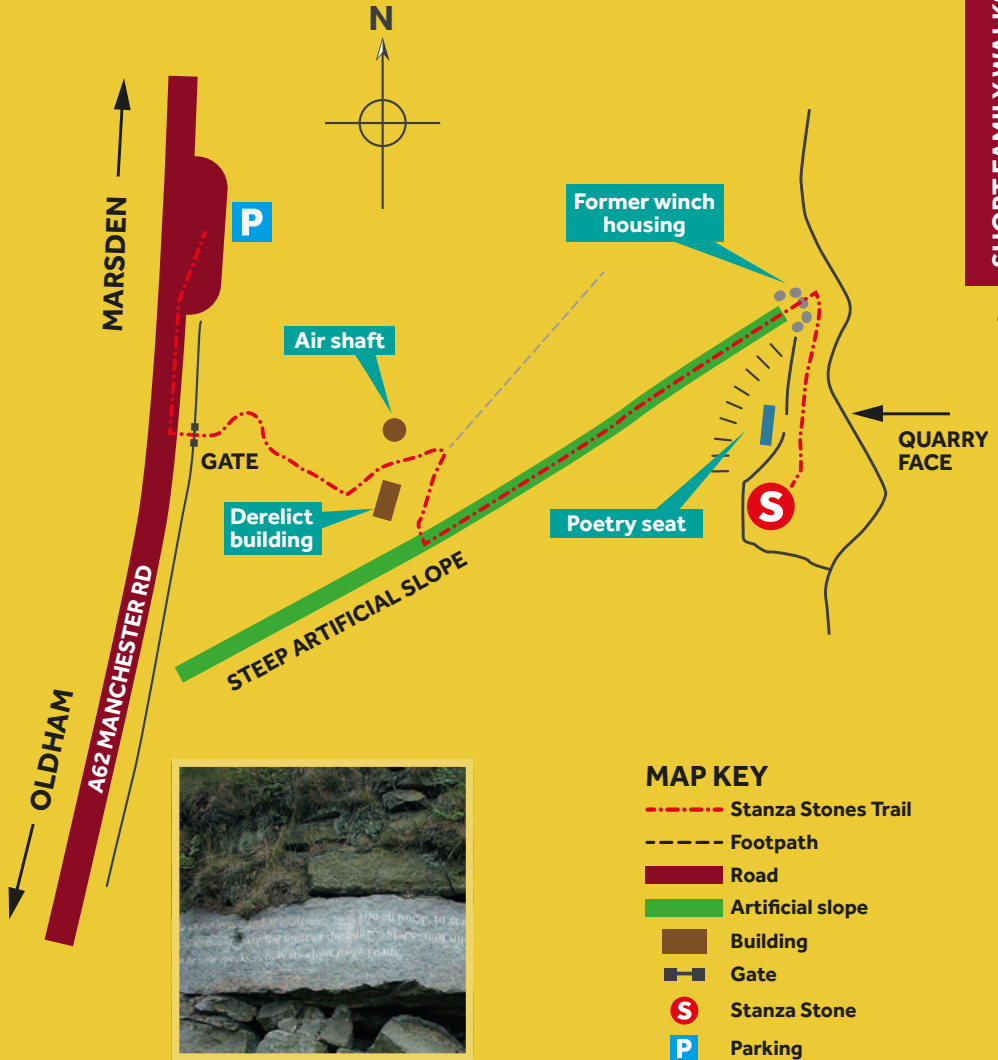 N
MARSDEN
P
Former winch
housing
Air shaft
GATE
QUARRY
FACE
Derelict
building
Poetry seat
S
STEEP ARTIFICIAL SLOPE
A62 MANCHESTER RD
OLDHAM
MAP KEY
Stanza Stones Trail
Footpath
Road
Artificial slope
Building
Gate
S
Stanza Stone
P
Parking